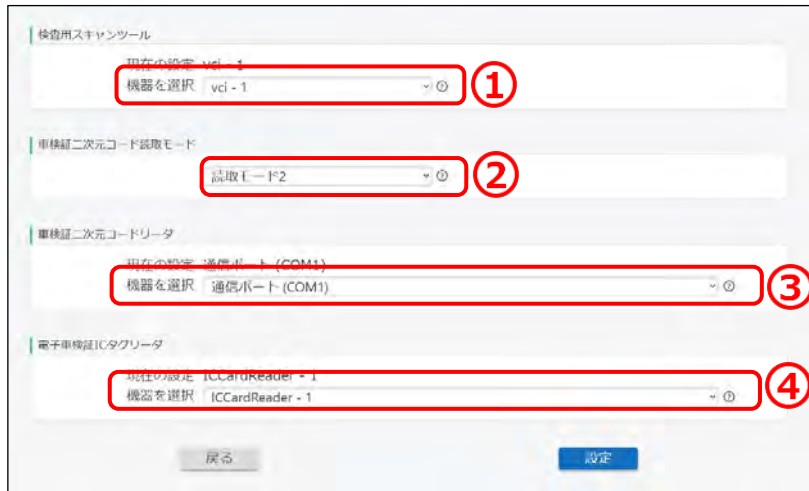 検査用スキャンツール
現在の設定 vci - 1
機器を選択 vci - 1
①
車検証二次元コード読取モード
読取モード2
②
車検証二次元コードリーダ
現在の設定 通信ポート (COM1)
機器を選択 通信ポート (COM1)
③
電子車検証ICタグリーダ
現在の設定 ICCardReader - 1
機器を選択 ICCardReader - 1
④
戻る 設定